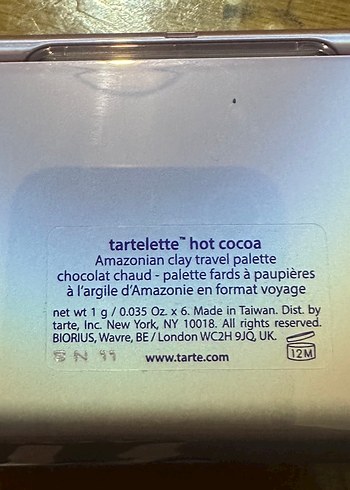 tartelette™ hot cocoa
Amazonian clay travel palette
chocolat chaud - palette fards à paupières
à l'argile d'Amazonie en format voyage
net wt 1 g / 0.035 Oz. x 6. Made in Taiwan. Dist. by
tarte, Inc. New York, NY 10018. All rights reserved.
BIORIUS, Wavre, BE / London WC2H 9JQ, UK.
www.tarte.com
12M